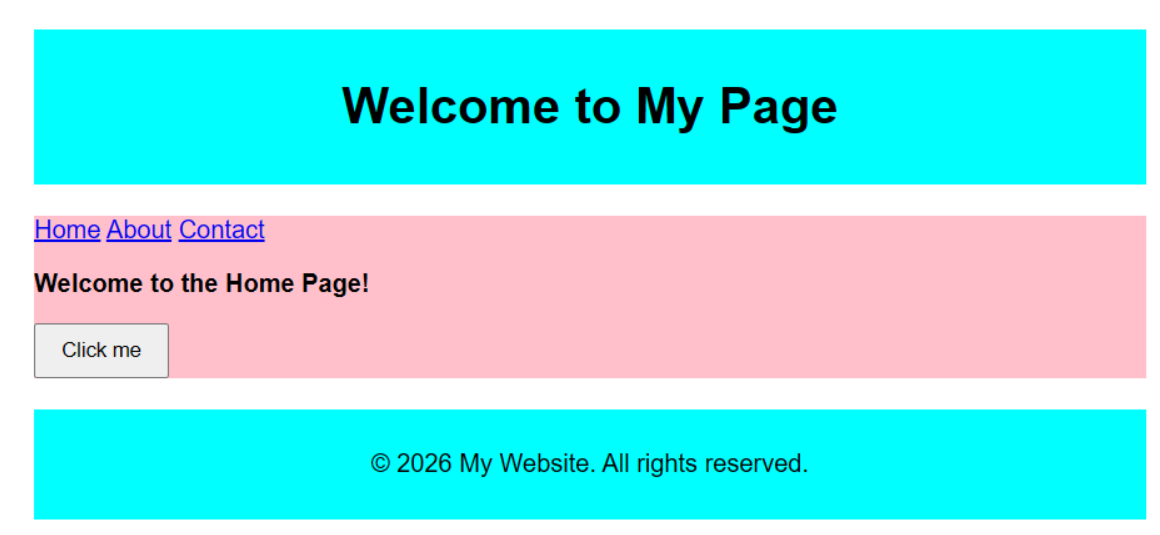 Welcome to My Page
Home About Contact
Welcome to the Home Page!
Click me
© 2026 My Website. All rights reserved.